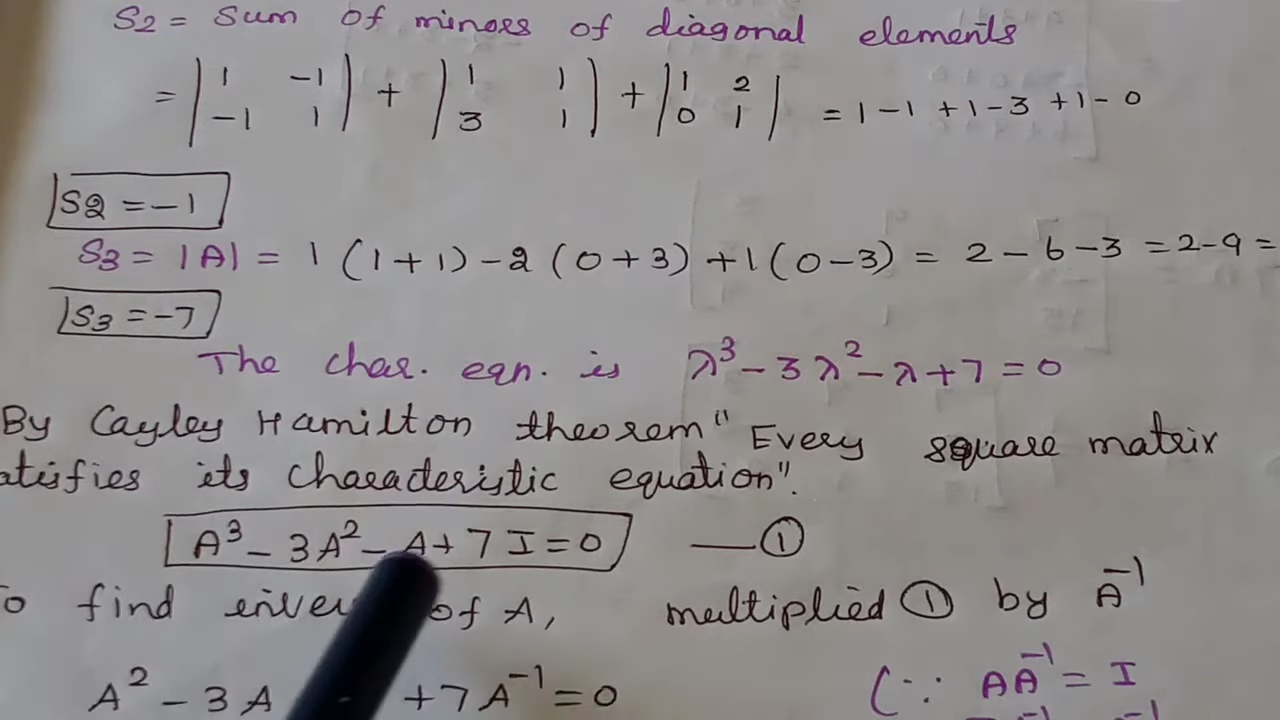 S2 = Sum of minors of diagonal elements
= | 1 -1 | + | 1 1 | + | 1 2 | = 1 - 1 + 1 - 3 + 1 - 0
| -1 1 | | 3 1 | | 0 1 |
S2 = -1
S3 = |A| = 1 (1+1) - 2 (0+3) + 1 (0-3) = 2 - 6 - 3 = 2-9 =
S3 = -7
The char. eqn. is λ³ - 3λ² - λ + 7 = 0
By Cayley Hamilton theorem " Every square matrix
atisfies its characteristic equation".
A³ - 3A² - A + 7I = 0 — ①
o find of A, multiplied ① by A⁻¹
A² - 3A + 7A⁻¹ = 0 (∵ AA⁻¹ = I